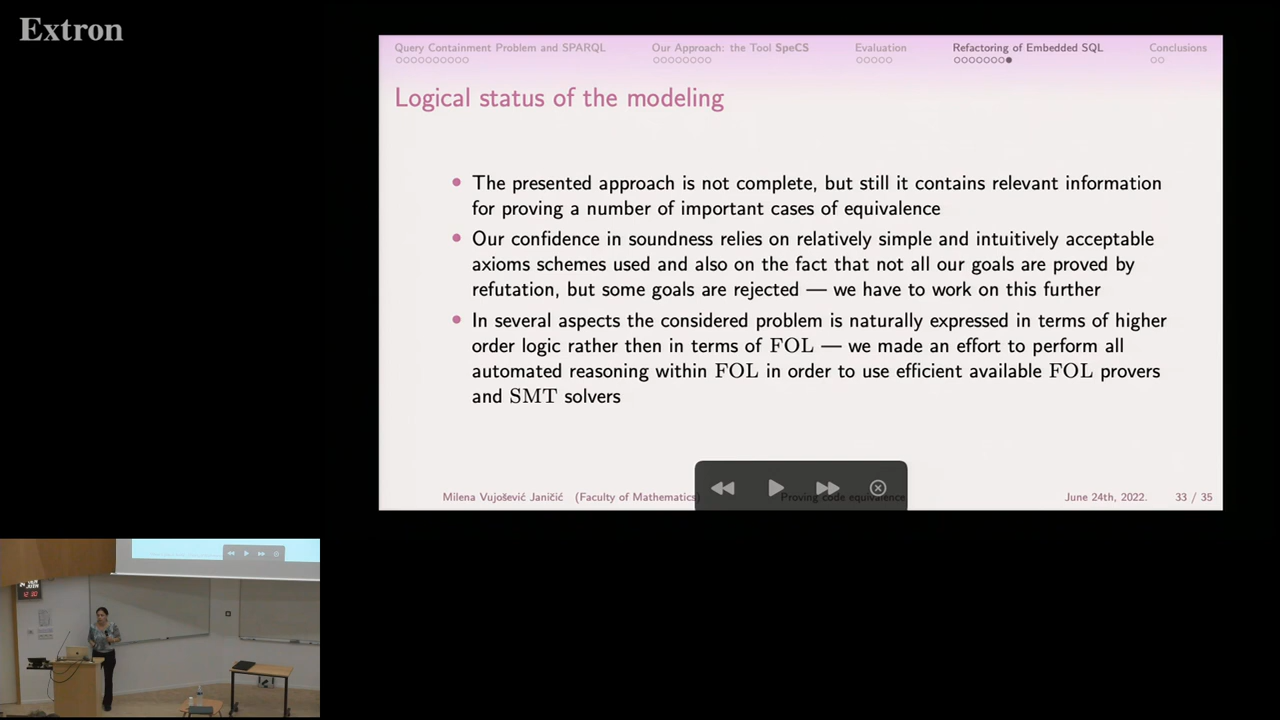 Extron
Query Containment Problem and SPARQL
Our Approach: the Tool SpeCS
Evaluation
Refactoring of Embedded SQL
Conclusions
Logical status of the modeling
The presented approach is not complete, but still it contains relevant information
for proving a number of important cases of equivalence
Our confidence in soundness relies on relatively simple and intuitively acceptable
axioms schemes used and also on the fact that not all our goals are proved by
refutation, but some goals are rejected — we have to work on this further
In several aspects the considered problem is naturally expressed in terms of higher
order logic rather then in terms of FOL — we made an effort to perform all
automated reasoning within FOL in order to use efficient available FOL provers
and SMT solvers
Milena Vujošević Janičić (Faculty of Mathematics)
Proving code equivalence
June 24th, 2022.
33 / 35